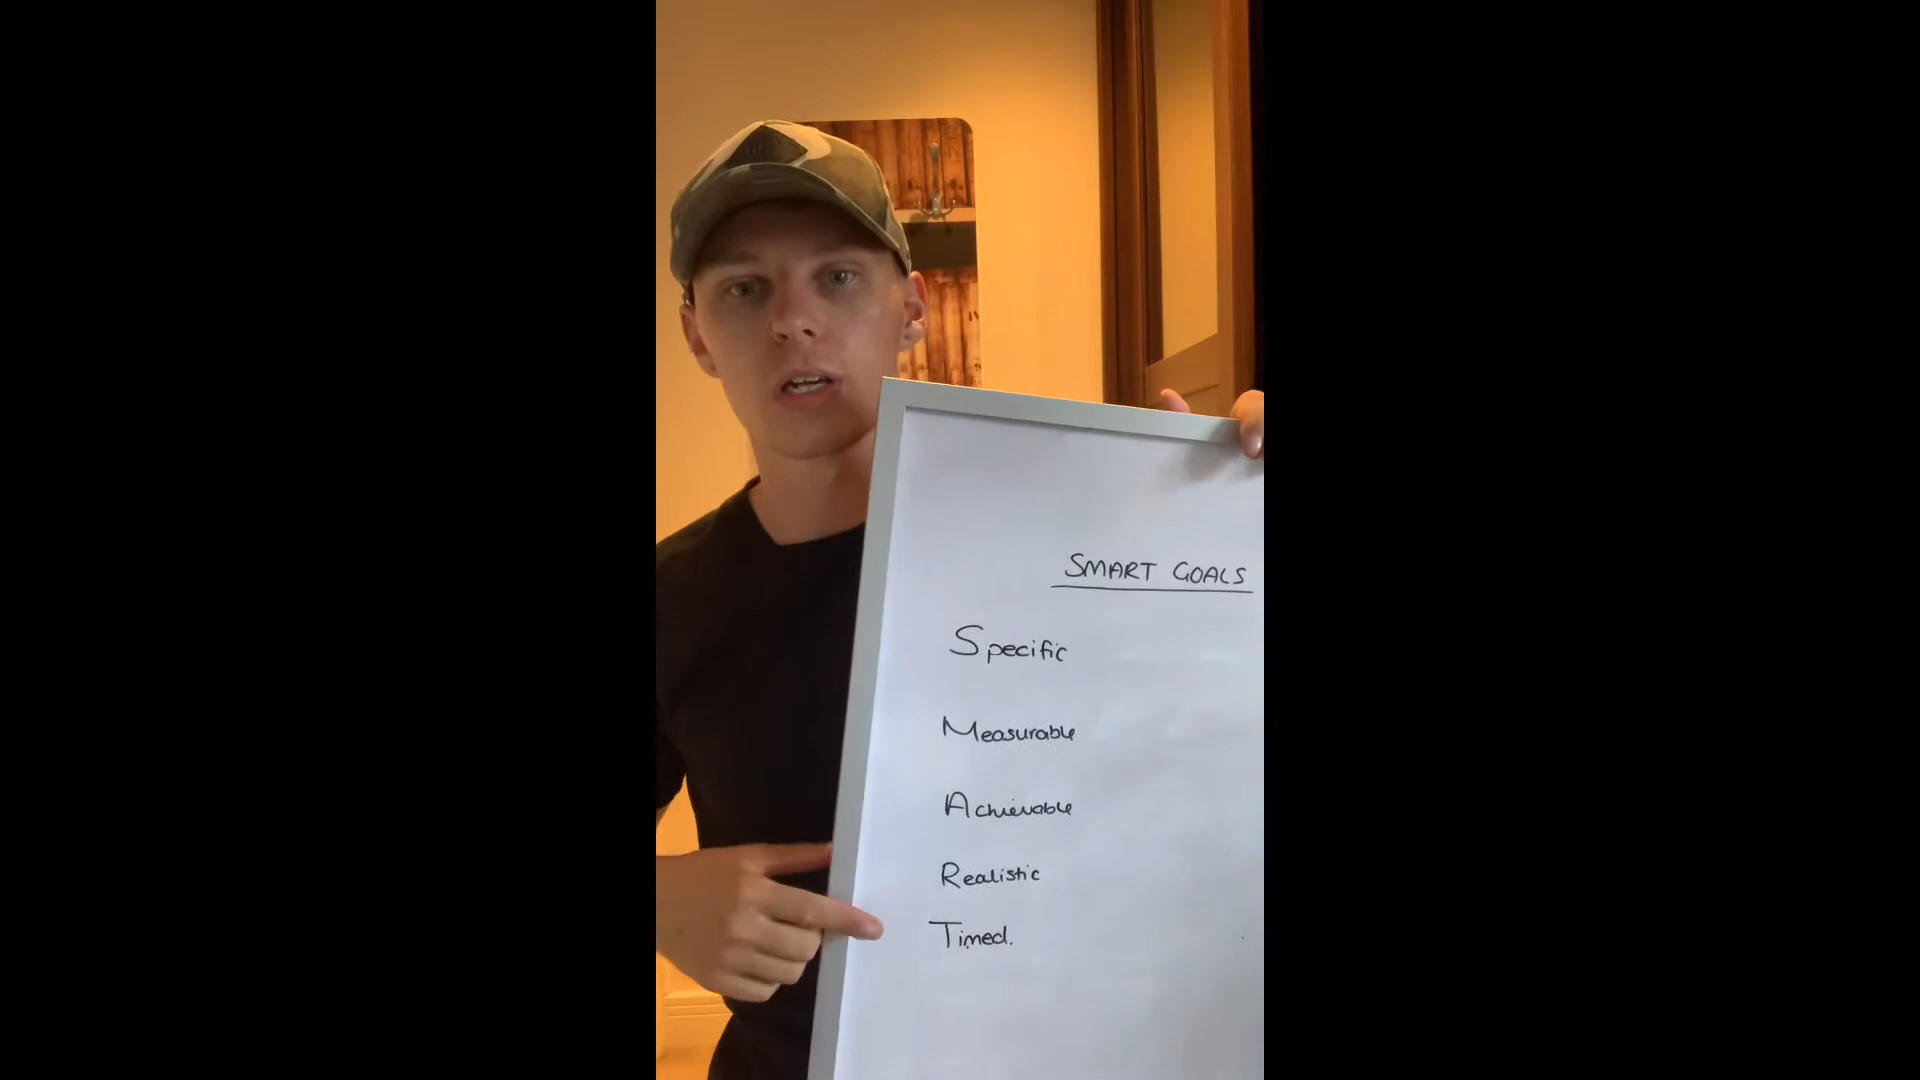 SMART GOALS
Specific
Measurable
Achievable
Realistic
Timed.